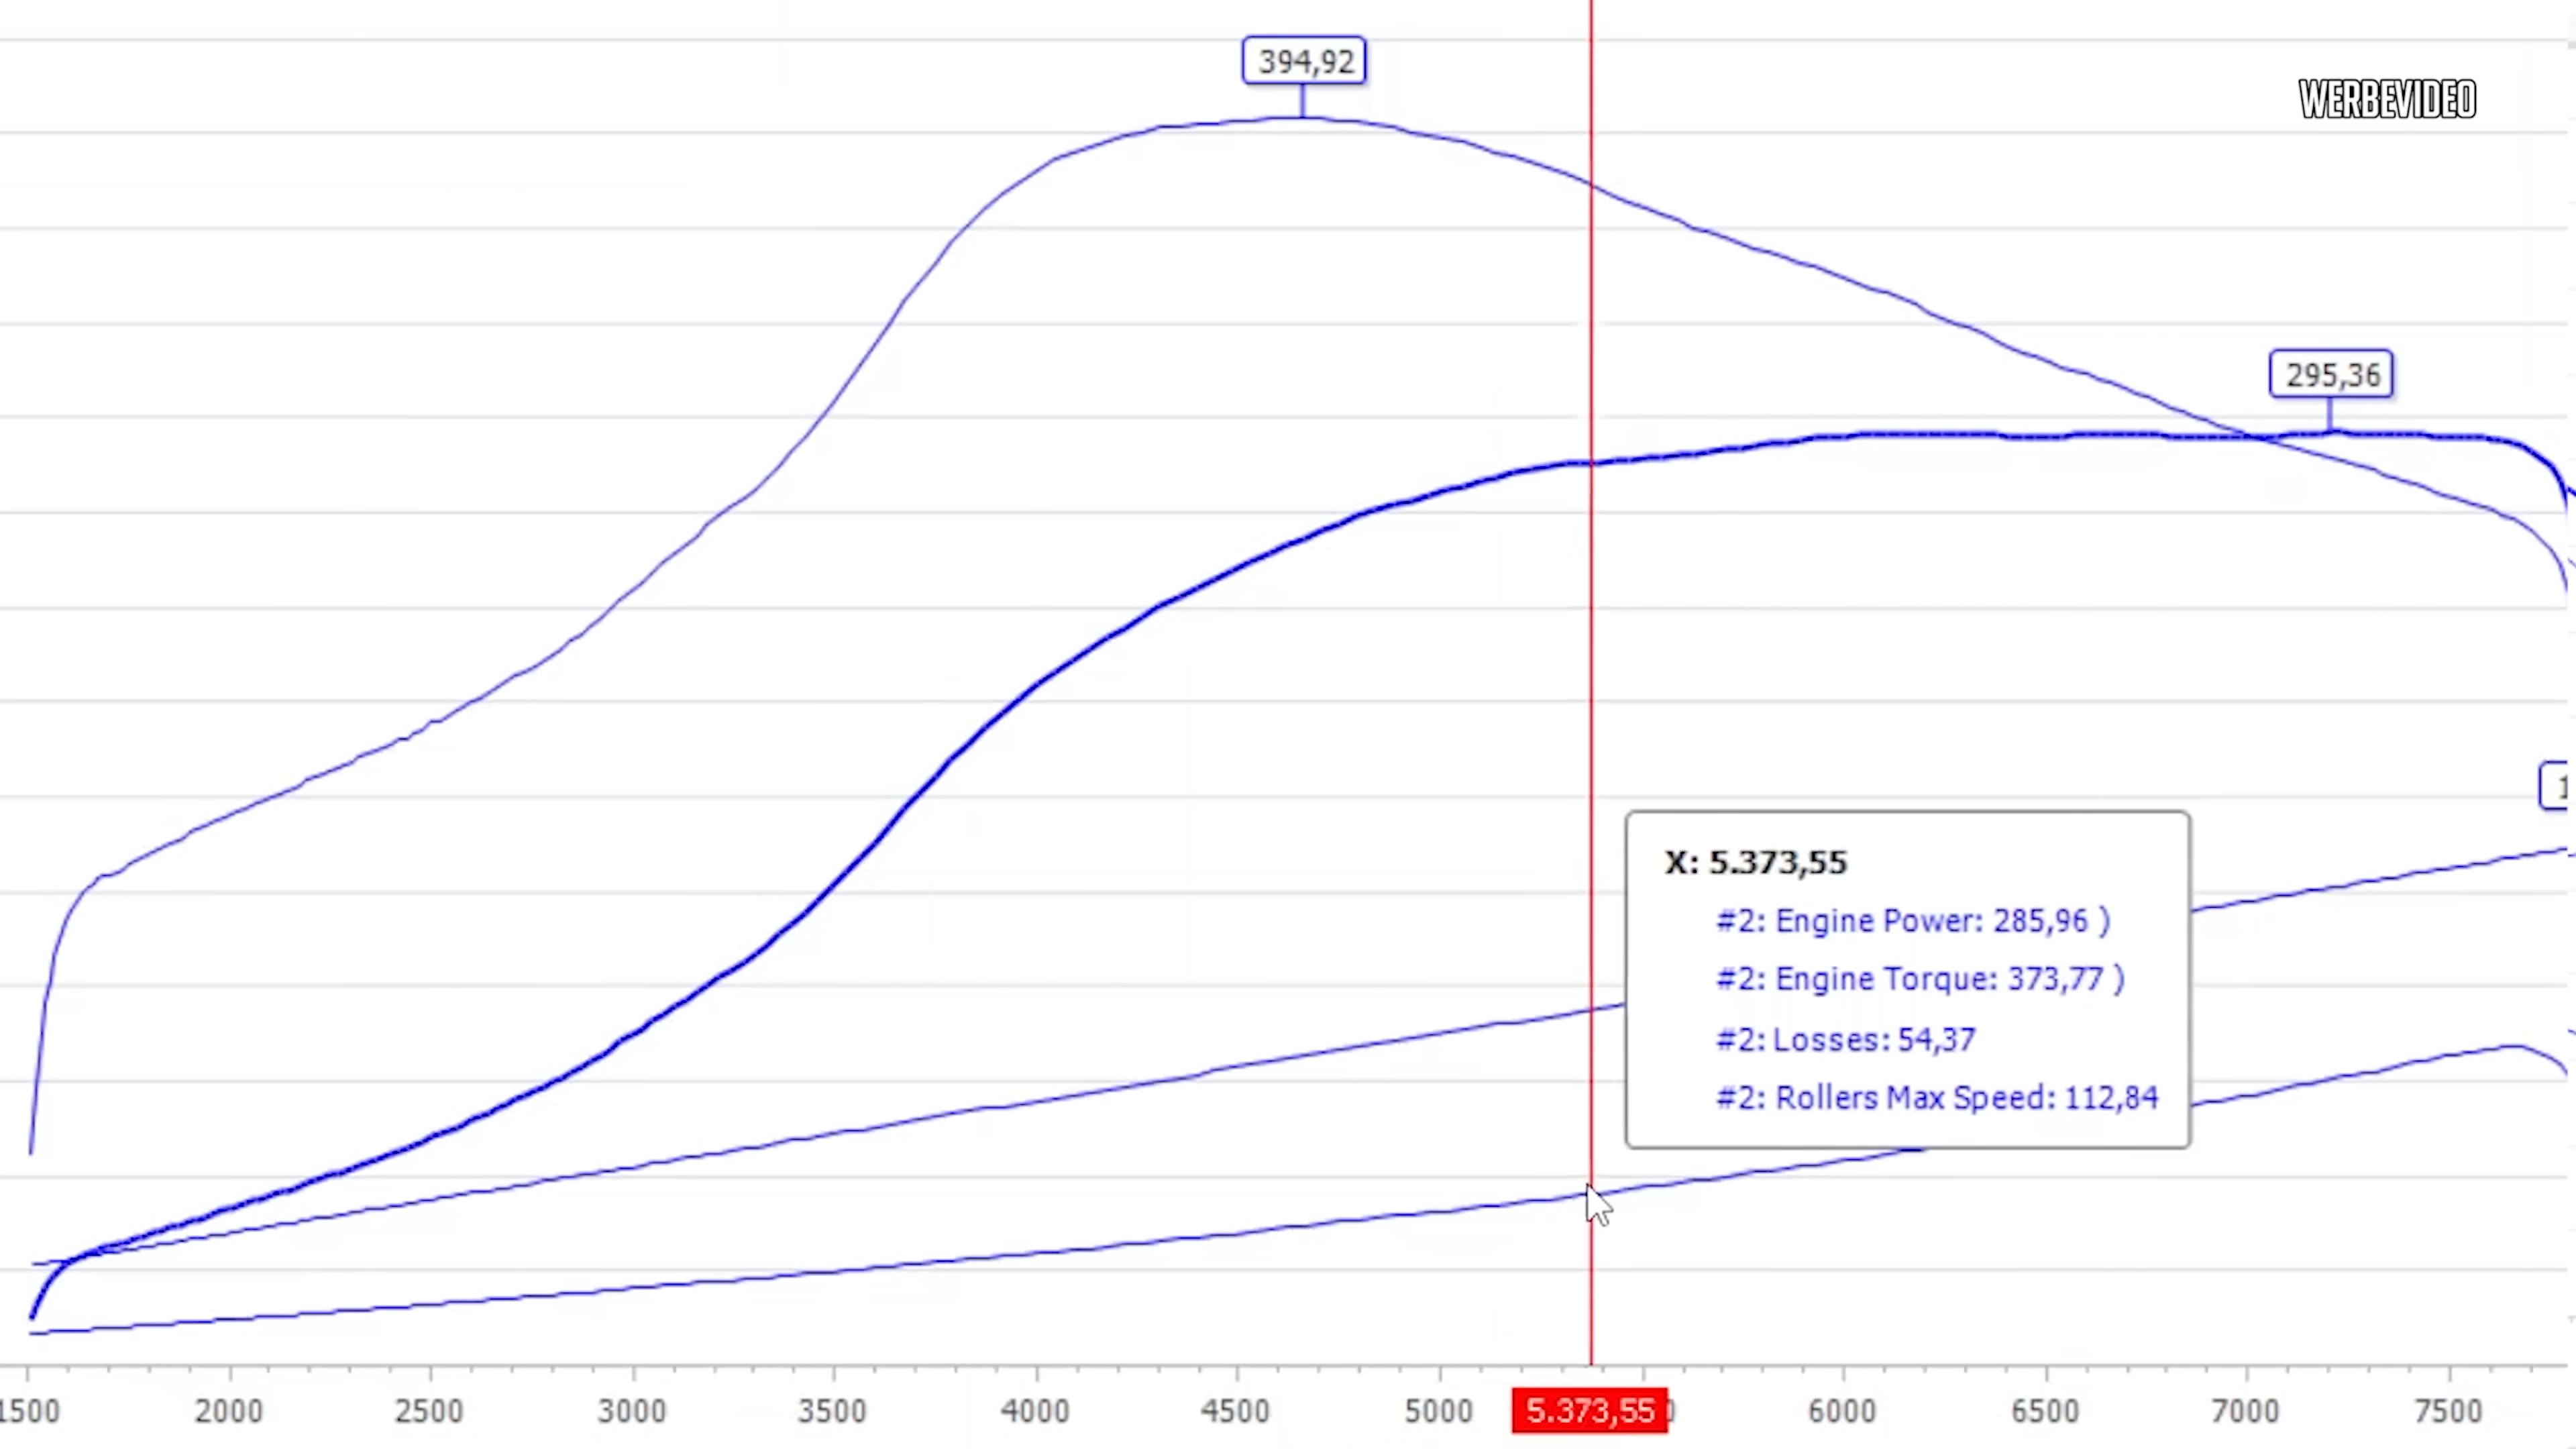 394,92
WERBEVIDEO
295,36
1
X: 5.373,55
#2: Engine Power: 285,96 )
#2: Engine Torque: 373,77 )
#2: Losses: 54,37
#2: Rollers Max Speed: 112,84
1500 2000 2500 3000 3500 4000 4500 5000 5.373,55 6000 6500 7000 7500